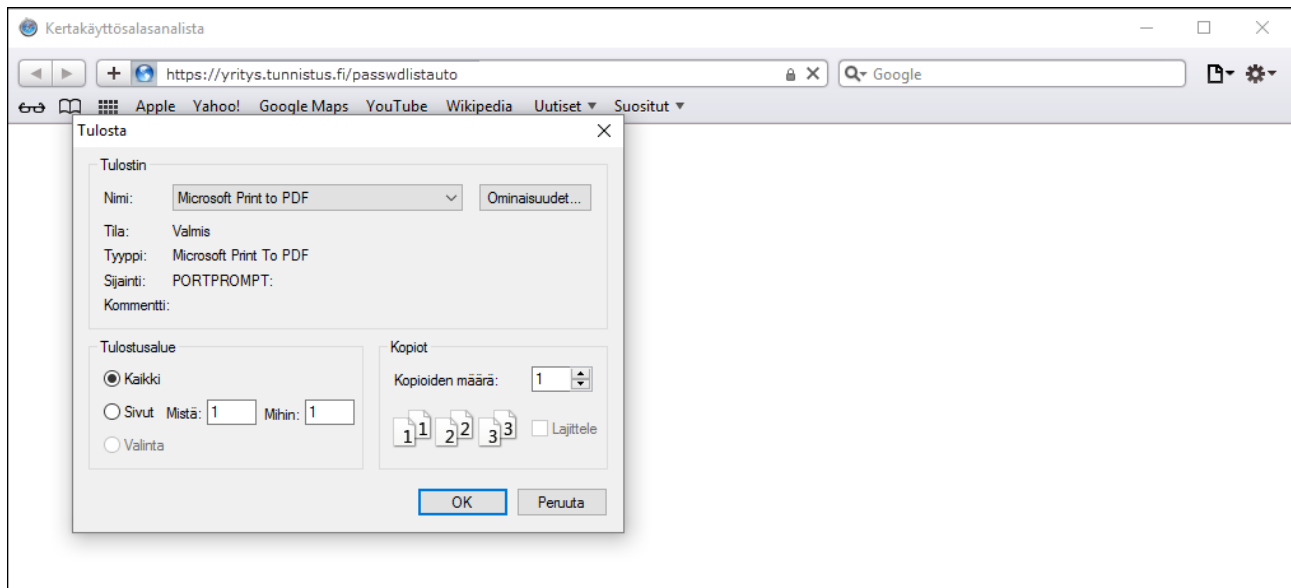 Kertakäyttösalasanalista
https://yritys.tunnistus.fi/passwdlistauto
Google
Apple Yahoo! Google Maps YouTube Wikipedia Uutiset Suositut
Tulosta
Tulostin
Nimi: Microsoft Print to PDF Ominaisuudet...
Tila: Valmis
Tyyppi: Microsoft Print To PDF
Sijainti: PORTPROMPT:
Kommentti:
Tulostusalue
Kaikki
Sivut Mistä: 1 Mihin: 1
Valinta
Kopiot
Kopioiden määrä: 1
1 1 2 2 3 3 Lajittele
OK Peruuta